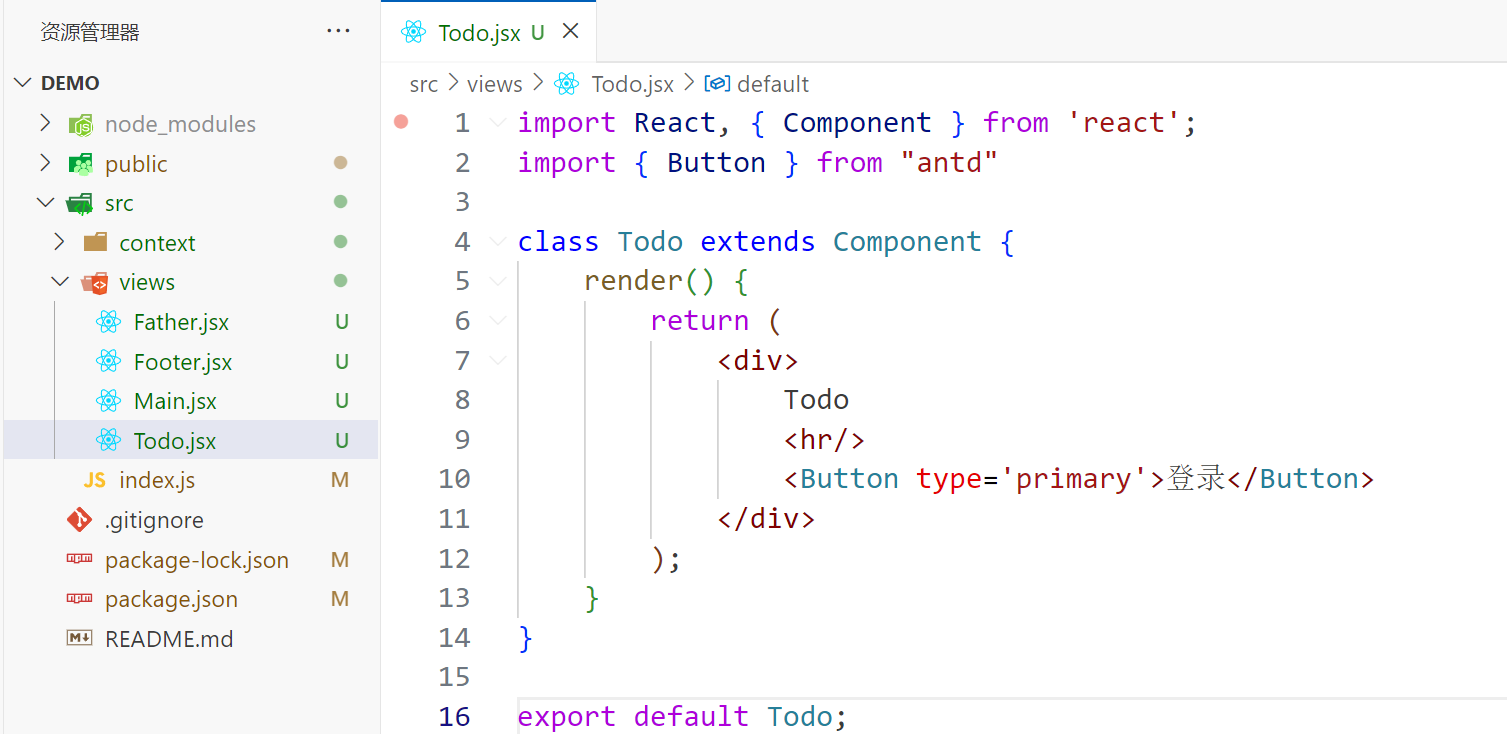 资源管理器 ···
DEMO
node_modules
public
src
context
views
Father.jsx U
Footer.jsx U
Main.jsx U
Todo.jsx U
JS index.js M
.gitignore
package-lock.json M
package.json M
README.md
Todo.jsx U
src > views > Todo.jsx > default
1 import React, { Component } from 'react';
2 import { Button } from "antd"
3
4 class Todo extends Component {
5 render() {
6 return (
7 <div>
8 Todo
9 <hr/>
10 <Button type='primary'>登录</Button>
11 </div>
12 );
13 }
14 }
15
16 export default Todo;